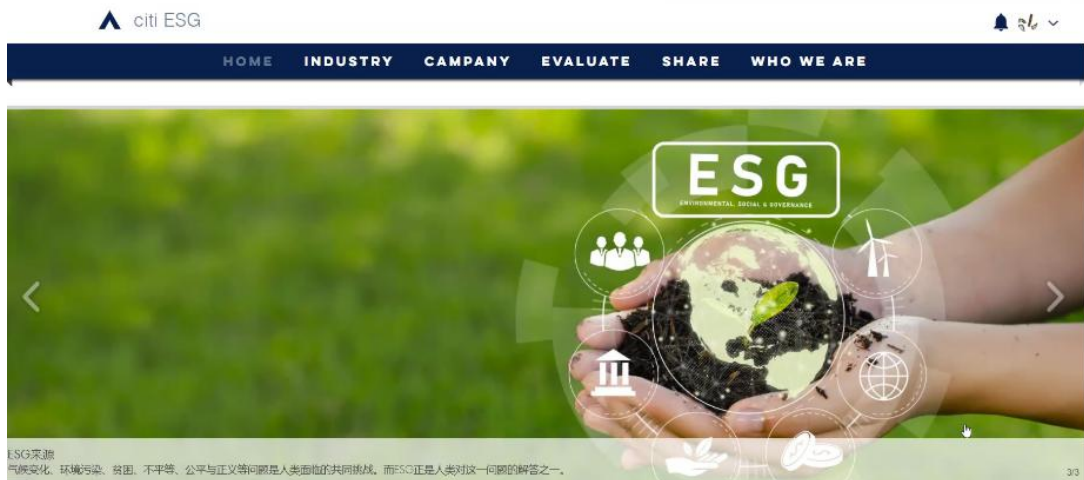 citi ESG
HOME INDUSTRY CAMPANY EVALUATE SHARE WHO WE ARE
ESG
ENVIRONMENTAL, SOCIAL & GOVERNANCE
ESG来源
气候变化、环境污染、贫困、不平等、公平与正义等问题是人类面临的共同挑战。而ESG正是人类对这一问题的解答之一。
3/3